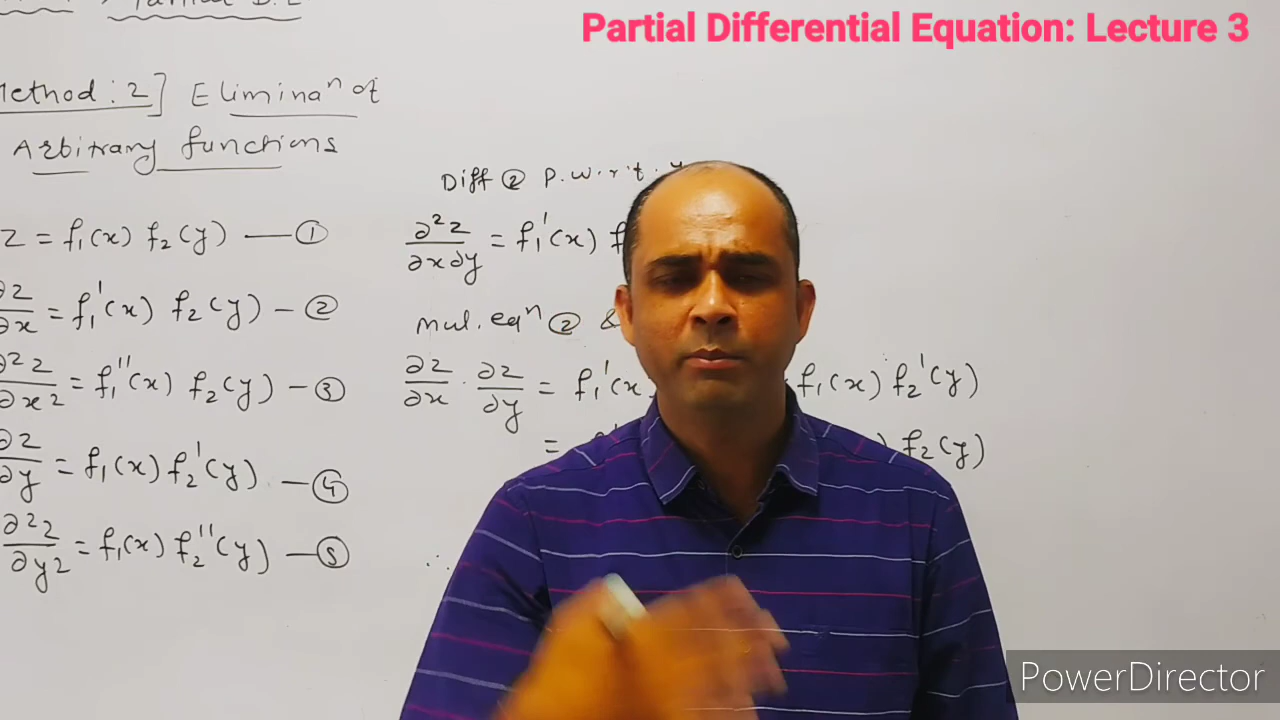 Partial Differential Equation: Lecture 3
Partial D.E
Method : 2] Eliminaⁿ of
Arbitrary functions
z = f₁(x) f₂(y) — ①
∂z/∂x = f₁'(x) f₂(y) — ②
∂²z/∂x² = f₁''(x) f₂(y) — ③
∂z/∂y = f₁(x) f₂'(y) — ④
∂²z/∂y² = f₁(x) f₂''(y) — ⑤
Diff ② p.w.r.t. y
∂²z/∂x∂y = f₁'(x) f
Mul. eqⁿ ② &
∂z/∂x . ∂z/∂y = f₁'(x) f₁(x) f₂'(y)
= f₂(y)
∴
PowerDirector